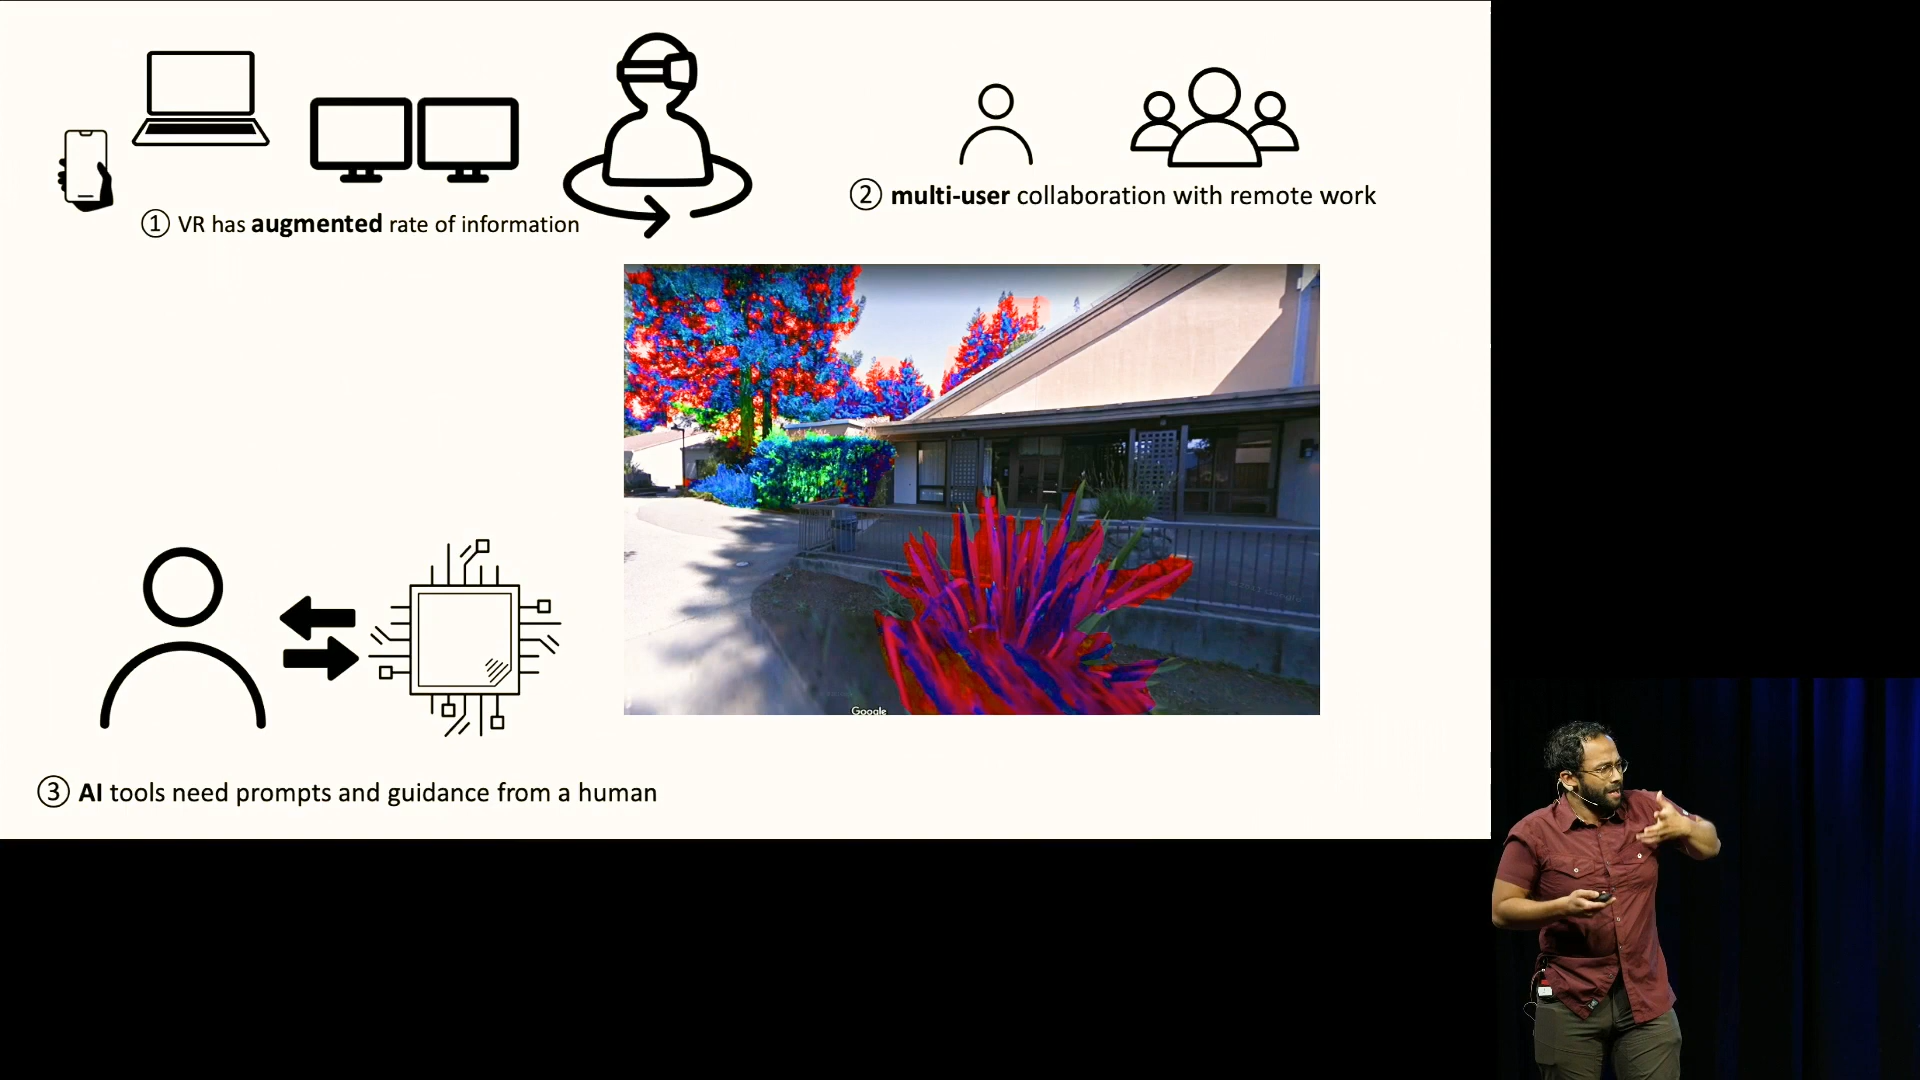 ① VR has augmented rate of information
② multi-user collaboration with remote work
Google
③ AI tools need prompts and guidance from a human